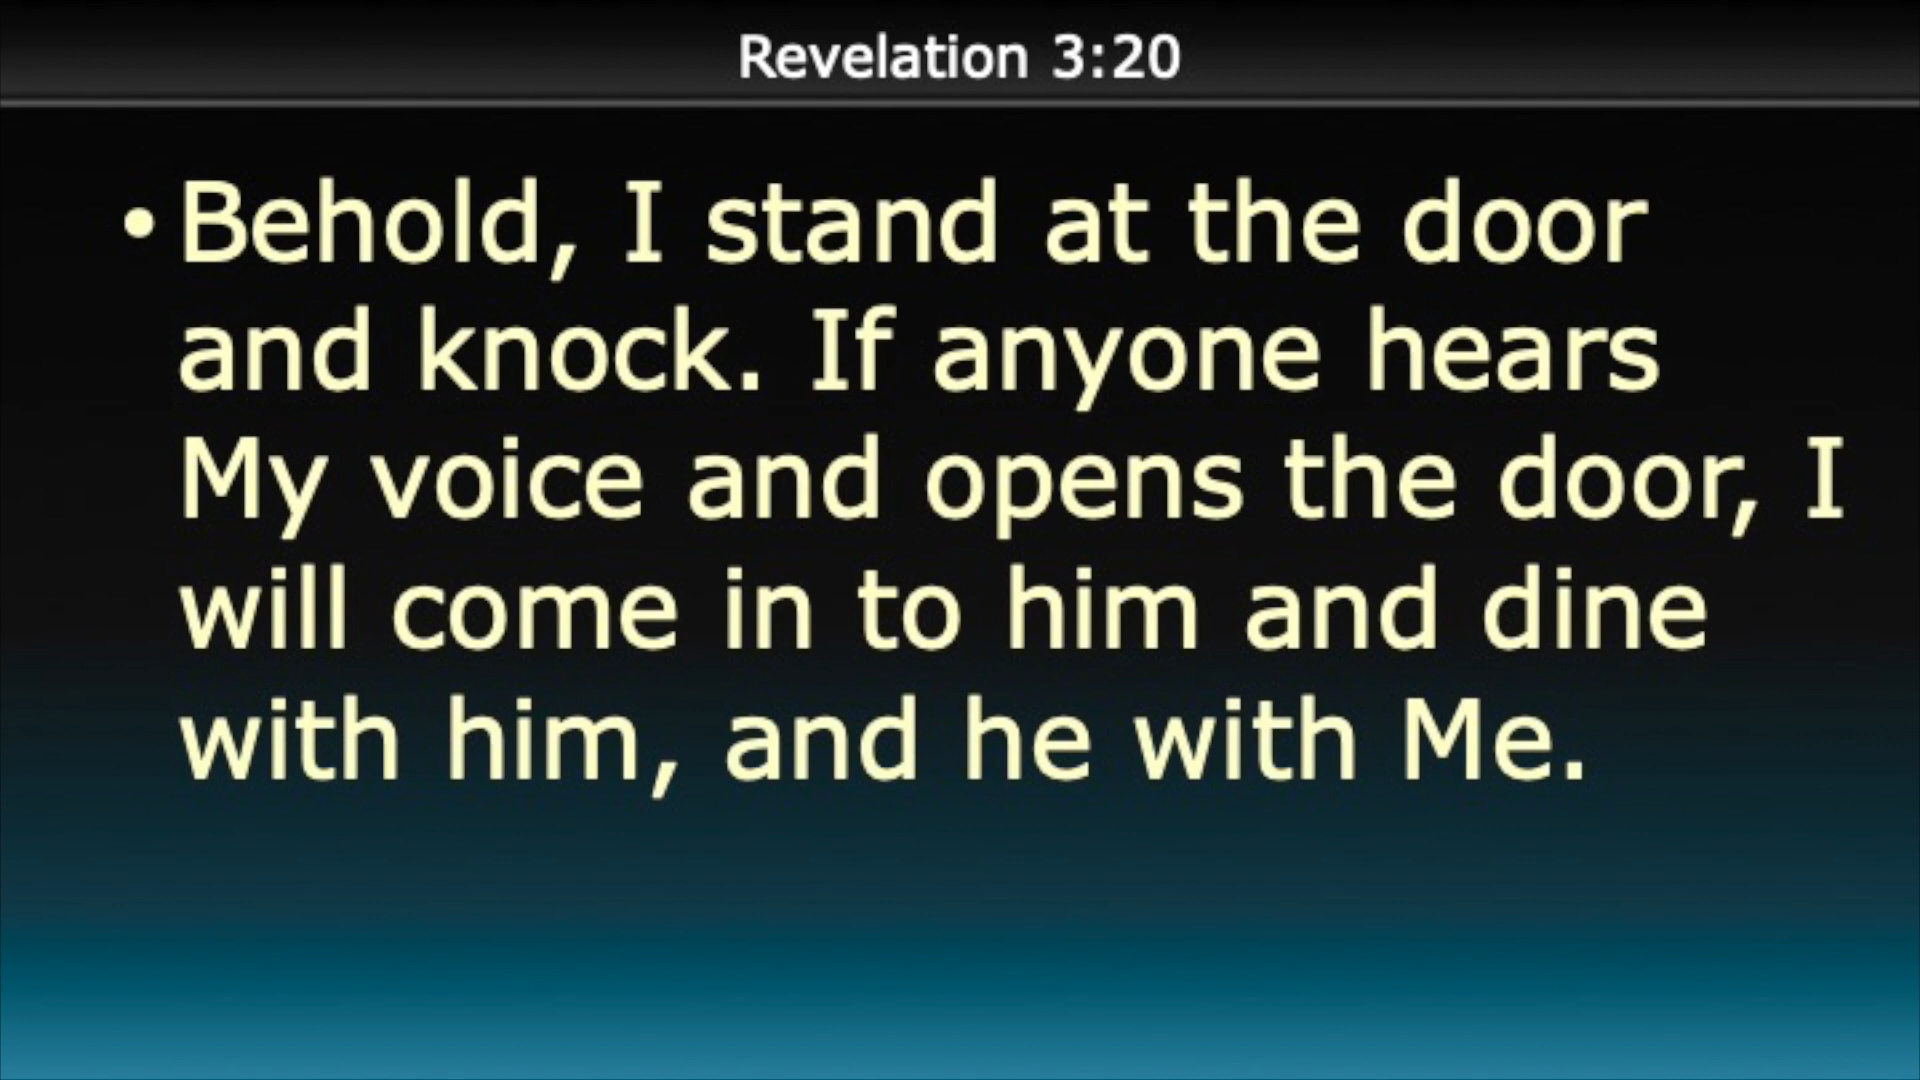 Revelation 3:20
• Behold, I stand at the door
and knock. If anyone hears
My voice and opens the door, I
will come in to him and dine
with him, and he with Me.